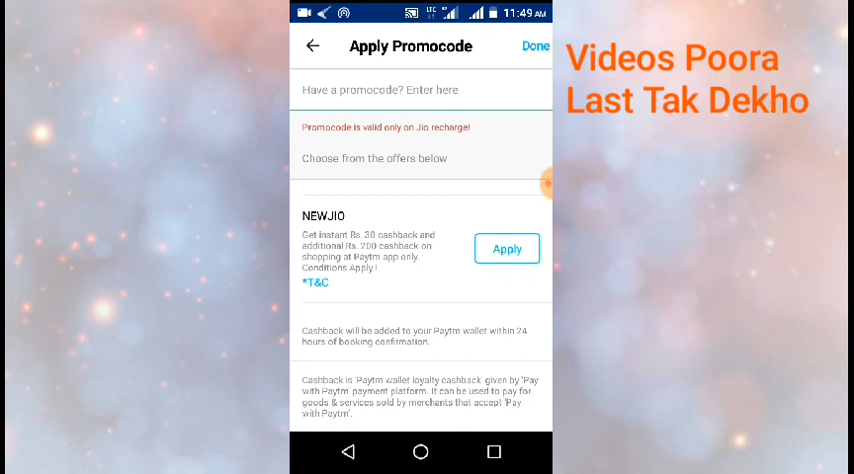 11:49 AM
Apply Promocode
Done
Videos Poora
Last Tak Dekho
Have a promocode? Enter here
Promocode is valid only on Jio recharge!
Choose from the offers below
NEWJIO
Get instant Rs. 30 cashback and
additional Rs. 200 cashback on
shopping at Paytm app only.
Conditions Apply !
*T&C
Apply
Cashback will be added to your Paytm wallet within 24
hours of booking confirmation.
Cashback is 'Paytm wallet loyalty cashback' given by 'Pay
with Paytm' payment platform. It can be used to pay for
goods & services sold by merchants that accept 'Pay
with Paytm'.